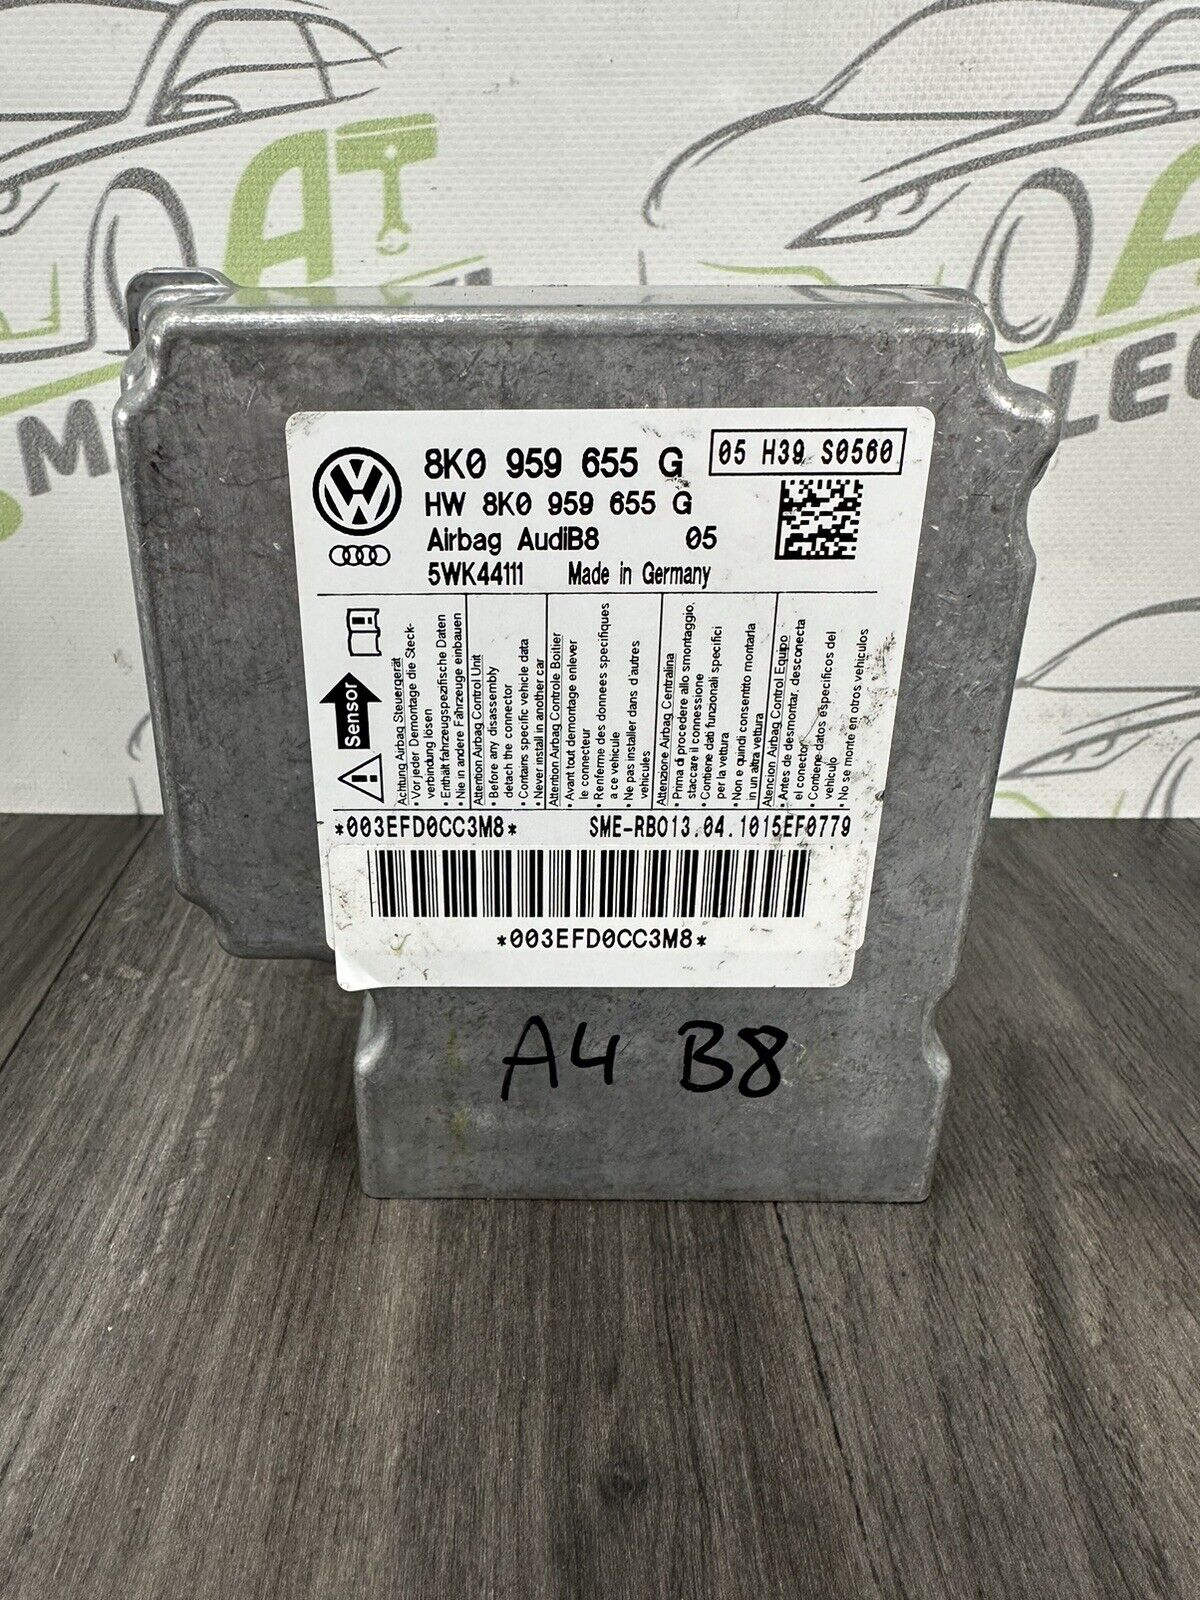 AT
M
LEC
8K0 959 655 G
05 H39 S0560
HW 8K0 959 655 G
Airbag AudiB8 05
5WK44111 Made in Germany
Sensor
Achtung Airbag Steuergerät
• Vor jeder Demontage die Steck-
verbindung lösen
• Enthält fahrzeugspezifische Daten
• Nie in andere Fahrzeuge einbauen
Attention Airbag Control Unit
• Before any disassembly
detach the connector
• Contains specific vehicle data
• Never install in another car
Attention Airbag Controle Boitier
• Avant tout demontage enlever
le connecteur
• Renferme des donnees specifiques
a ce vehicule
• Ne pas installer dans d'autres
vehicules
Attenzione Airbag Centralina
• Prima di procedere allo smontaggio,
staccare il connessione
• Contiene dati funzionali specifici
per la vettura
• Non e quindi consentito montarla
in un altra vettura
Atencion Airbag Control Equipo
• Antes de desmontar, desconecta
el conector
• Contiene datos especificos del
vehiculo
• No se monte en otros vehiculos
*003EFD0CC3M8* SME-RBO13.04.1015EF0779
*003EFD0CC3M8*
A4 B8